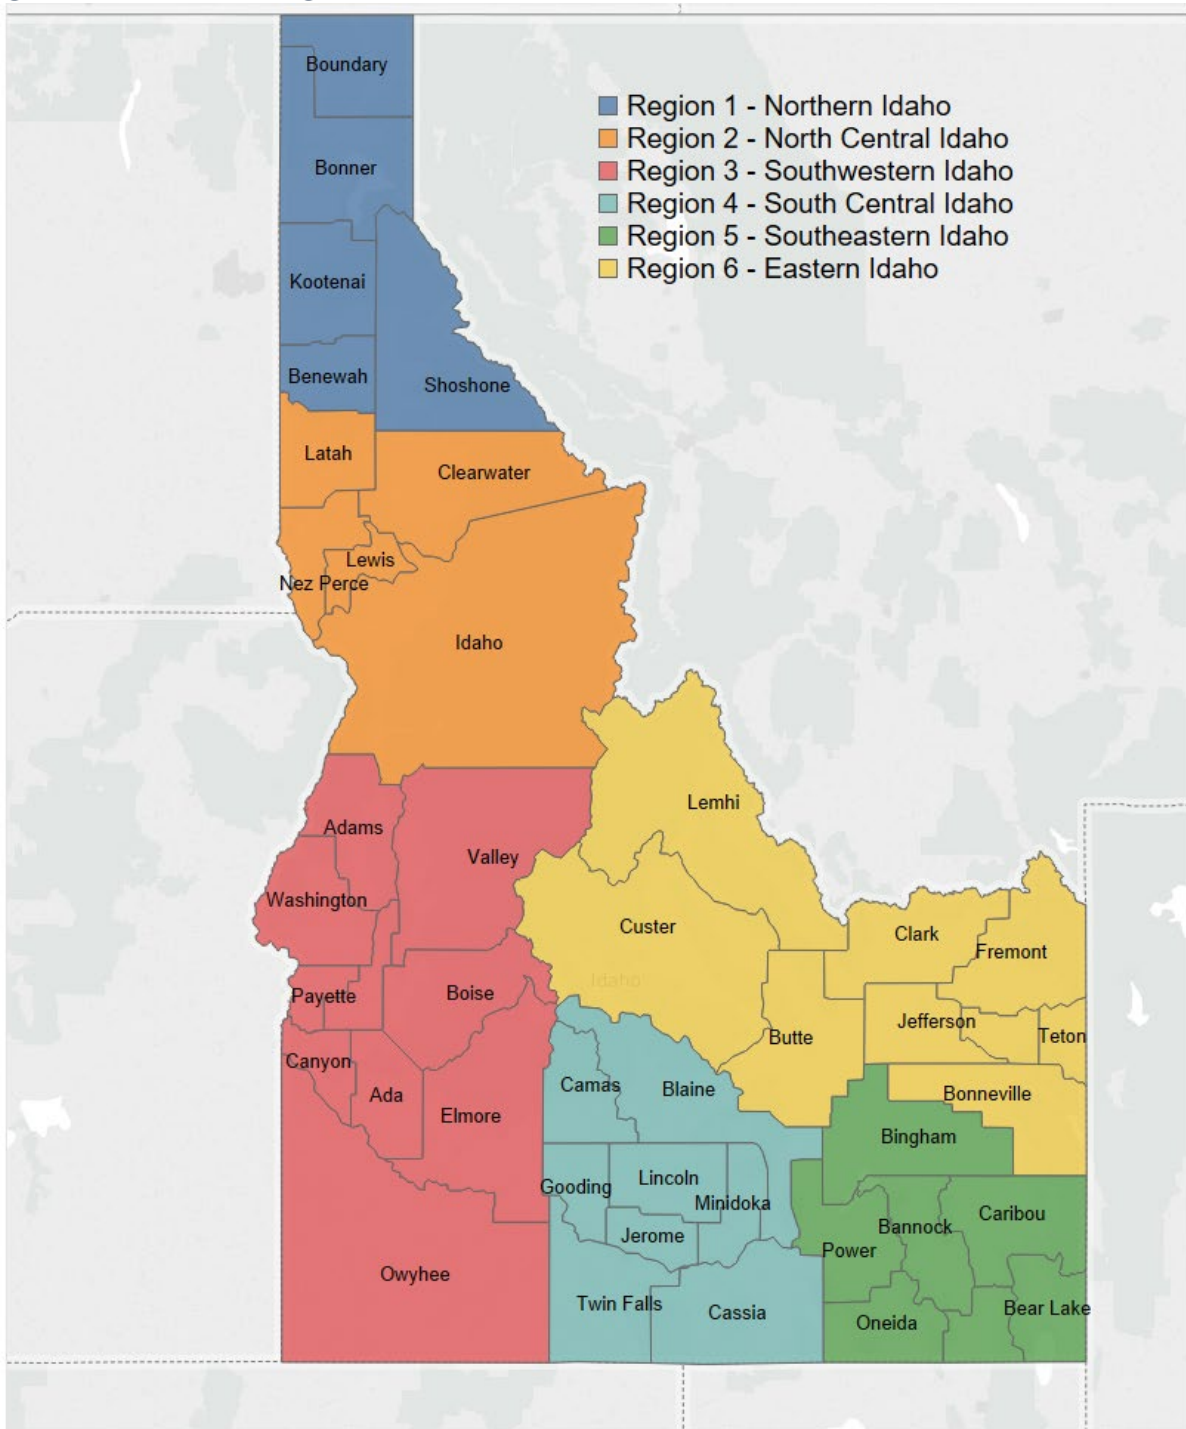 Boundary
Region 1 - Northern Idaho
Region 2 - North Central Idaho
Bonner
Region 3 - Southwestern Idaho
Region 4 - South Central Idaho
Region 5 - Southeastern Idaho
Region 6 - Eastern Idaho
Kootenai
Benewah
Shoshone
Latah
Clearwater
Lewis
Nez Perce
Idaho
Lemhi
Adams
Valley
Washington
Custer
Clark
Fremont
Idaho
Payette
Boise
Jefferson
Teton
Butte
Canyon
Camas
Blaine
Ada
Bonneville
Elmore
Bingham
Lincoln
Gooding
Minidoka
Caribou
Bannock
Jerome
Power
Owyhee
Twin Falls
Cassia
Bear Lake
Oneida